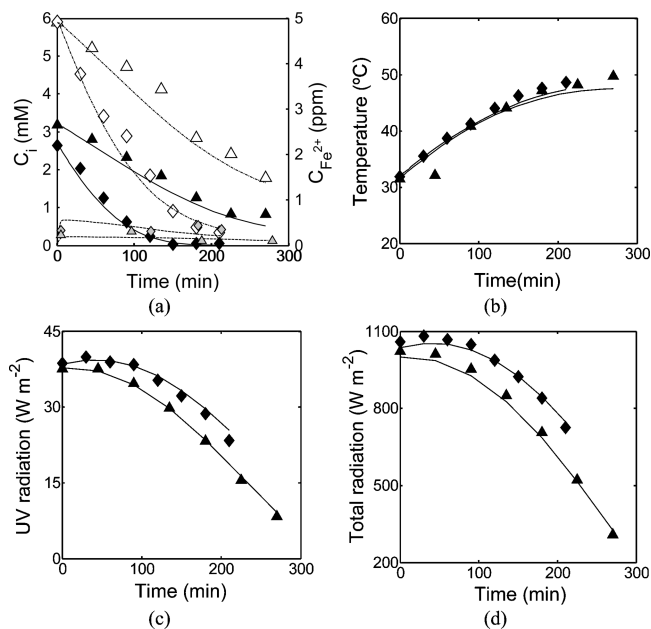 (a)
6
5
4
3
2
1
0
C_i (mM)
5
4
3
2
1
0
C_Fe²⁺ (ppm)
0 100 200 300
Time (min)
(a)
(b)
60
50
40
30
20
Temperature (ºC)
0 100 200 300
Time(min)
(b)
(c)
45
30
15
0
UV radiation (W m⁻²)
0 100 200 300
Time (min)
(c)
(d)
1100
800
500
200
Total radiation (W m⁻²)
0 100 200 300
Time (min)
(d)